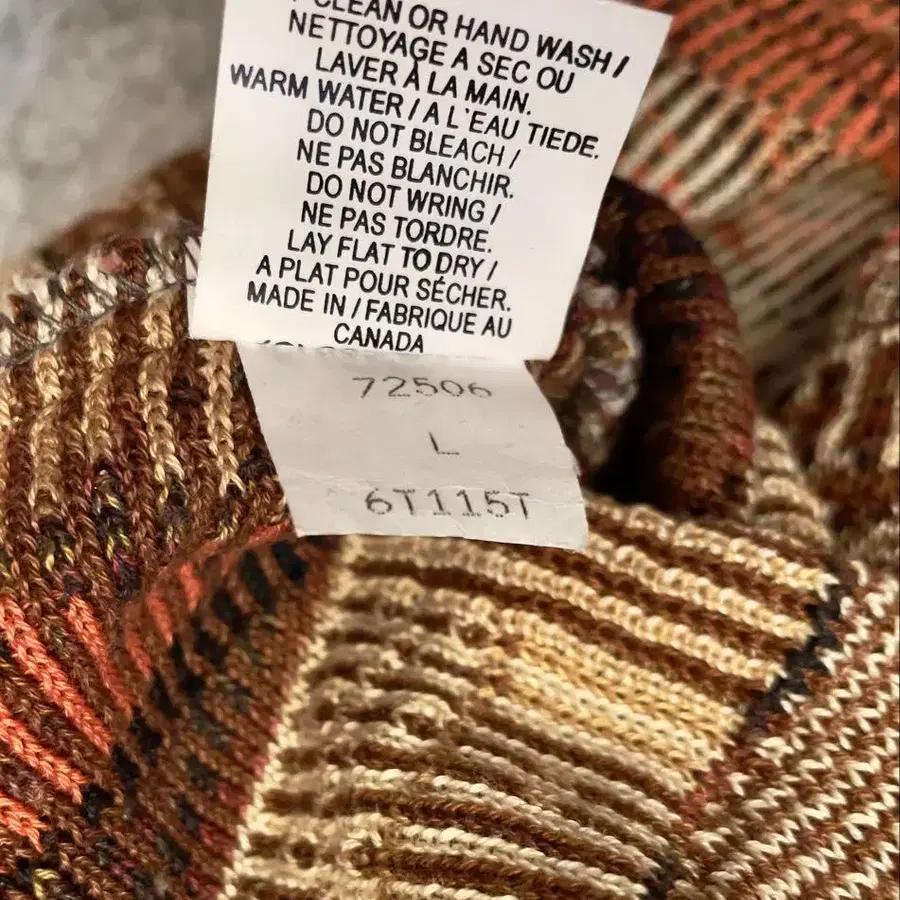 CLEAN OR HAND WASH /
NETTOYAGE A SEC OU
LAVER À LA MAIN.
WARM WATER / A L'EAU TIEDE.
DO NOT BLEACH /
NE PAS BLANCHIR.
DO NOT WRING /
NE PAS TORDRE.
LAY FLAT TO DRY /
A PLAT POUR SÉCHER.
MADE IN / FABRIQUE AU
CANADA
72506
L
6T115T